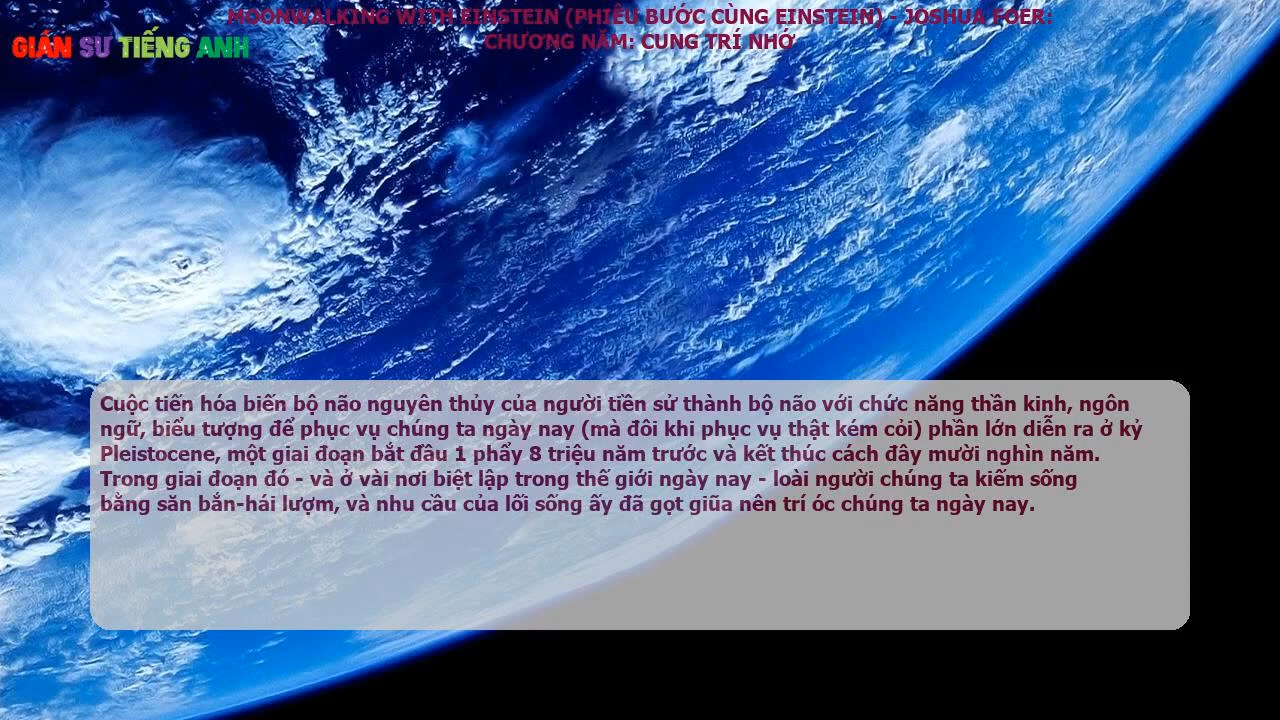 MOONWALKING WITH EINSTEIN (PHIÊU BƯỚC CÙNG EINSTEIN) - JOSHUA FOER:
CHƯƠNG NĂM: CUNG TRÍ NHỚ
GIÁN SƯ TIẾNG ANH
Cuộc tiến hóa biến bộ não nguyên thủy của người tiền sử thành bộ não với chức năng thần kinh, ngôn
ngữ, biểu tượng để phục vụ chúng ta ngày nay (mà đôi khi phục vụ thật kém cỏi) phần lớn diễn ra ở kỷ
Pleistocene, một giai đoạn bắt đầu 1 phẩy 8 triệu năm trước và kết thúc cách đây mười nghìn năm.
Trong giai đoạn đó - và ở vài nơi biệt lập trong thế giới ngày nay - loài người chúng ta kiếm sống
bằng săn bắn-hái lượm, và nhu cầu của lối sống ấy đã gọt giũa nên trí óc chúng ta ngày nay.